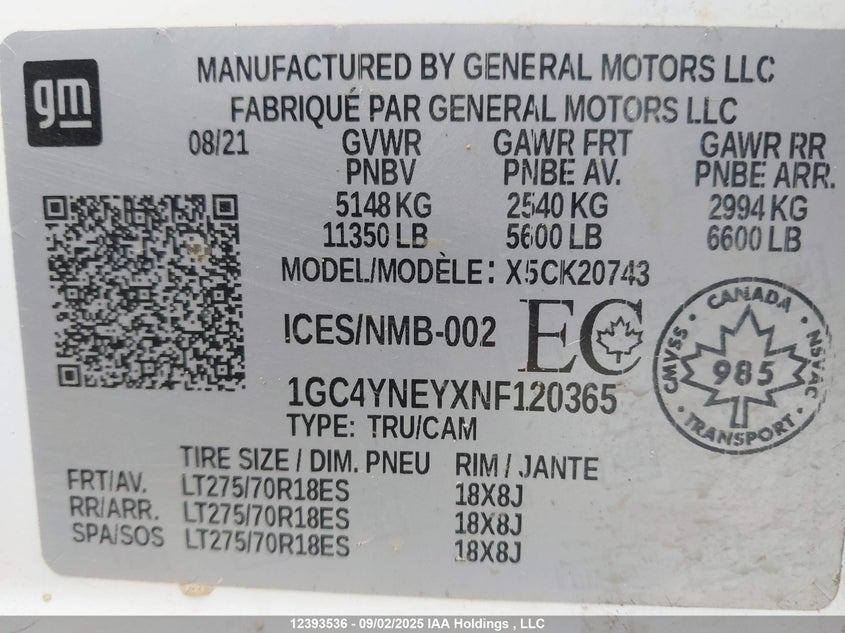 gm
MANUFACTURED BY GENERAL MOTORS LLC
FABRIQUÉ PAR GENERAL MOTORS LLC
08/21 GVWR GAWR FRT GAWR RR
PNBV PNBE AV. PNBE ARR.
5148 KG 2540 KG 2994 KG
11350 LB 5600 LB 6600 LB
MODEL/MODÈLE: X5CK20743
ICES/NMB-002 EC
CANADA
CMVSS 985 NSVAC
TRANSPORT
1GC4YNEYXNF120365
TYPE: TRU/CAM
TIRE SIZE / DIM. PNEU RIM / JANTE
FRT/AV. LT275/70R18ES 18X8J
RR/ARR. LT275/70R18ES 18X8J
SPA/SOS LT275/70R18ES 18X8J
12393536 - 09/02/2025 IAA Holdings , LLC